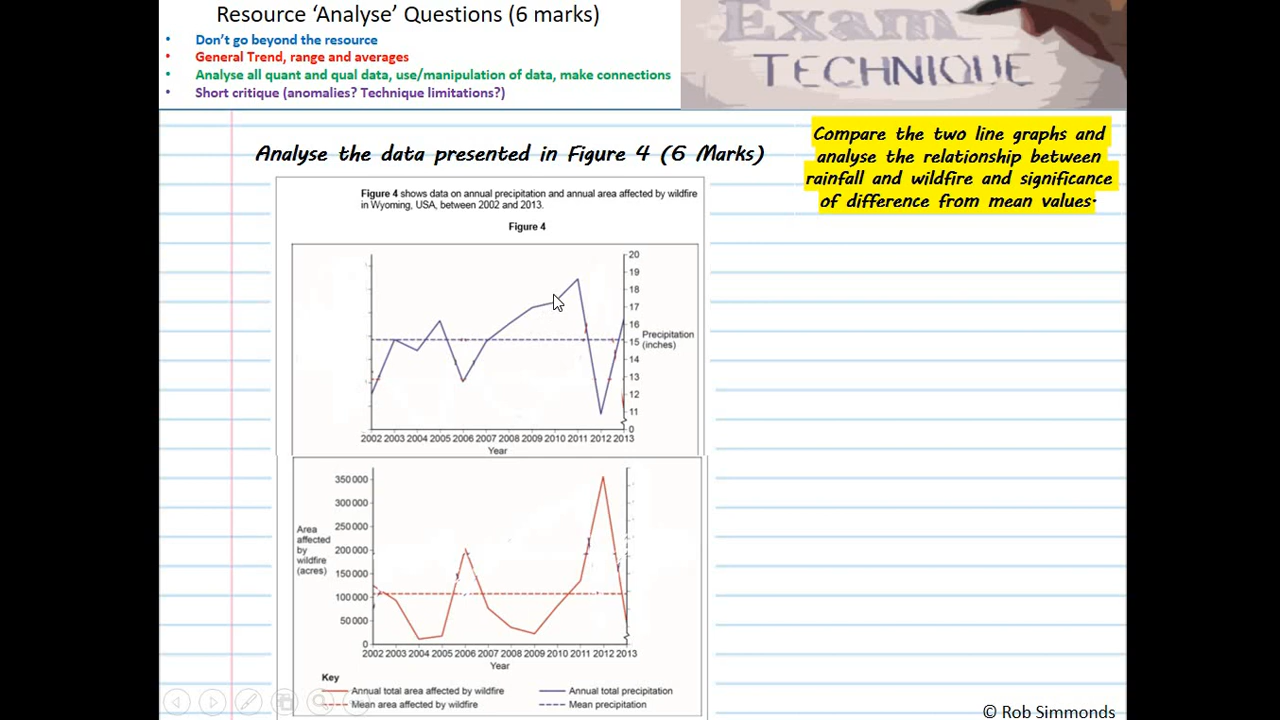 Resource ‘Analyse’ Questions (6 marks)
• Don’t go beyond the resource
• General Trend, range and averages
• Analyse all quant and qual data, use/manipulation of data, make connections
• Short critique (anomalies? Technique limitations?)
Exam
TECHNIQUE
Analyse the data presented in Figure 4 (6 Marks)
Compare the two line graphs and
analyse the relationship between
rainfall and wildfire and significance
of difference from mean values.
Figure 4 shows data on annual precipitation and annual area affected by wildfire
in Wyoming, USA, between 2002 and 2013.
Figure 4
20
19
18
17
16
15
14
13
12
11
0
Precipitation
(inches)
2002 2003 2004 2005 2006 2007 2008 2009 2010 2011 2012 2013
Year
350 000
300 000
250 000
200 000
150 000
100 000
50 000
0
Area
affected
by
wildfire
(acres)
2002 2003 2004 2005 2006 2007 2008 2009 2010 2011 2012 2013
Year
Key
Annual total area affected by wildfire
Annual total precipitation
Mean area affected by wildfire
Mean precipitation
© Rob Simmonds